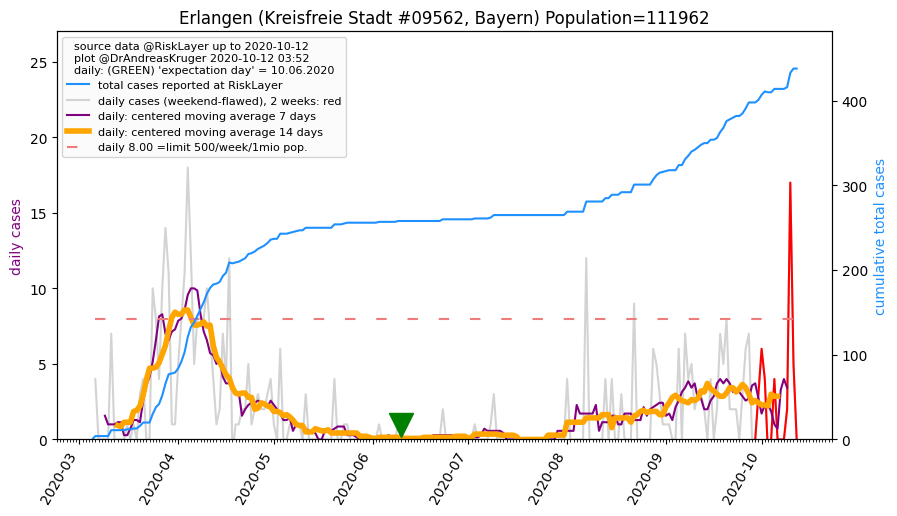 Erlangen (Kreisfreie Stadt #09562, Bayern) Population=111962
source data @RiskLayer up to 2020-10-12
plot @DrAndreasKruger 2020-10-12 03:52
daily: (GREEN) 'expectation day' = 10.06.2020
total cases reported at RiskLayer
daily cases (weekend-flawed), 2 weeks: red
daily: centered moving average 7 days
daily: centered moving average 14 days
daily 8.00 =limit 500/week/1mio pop.
daily cases
25
20
15
10
5
0
cumulative total cases
400
300
200
100
0
2020-03
2020-04
2020-05
2020-06
2020-07
2020-08
2020-09
2020-10